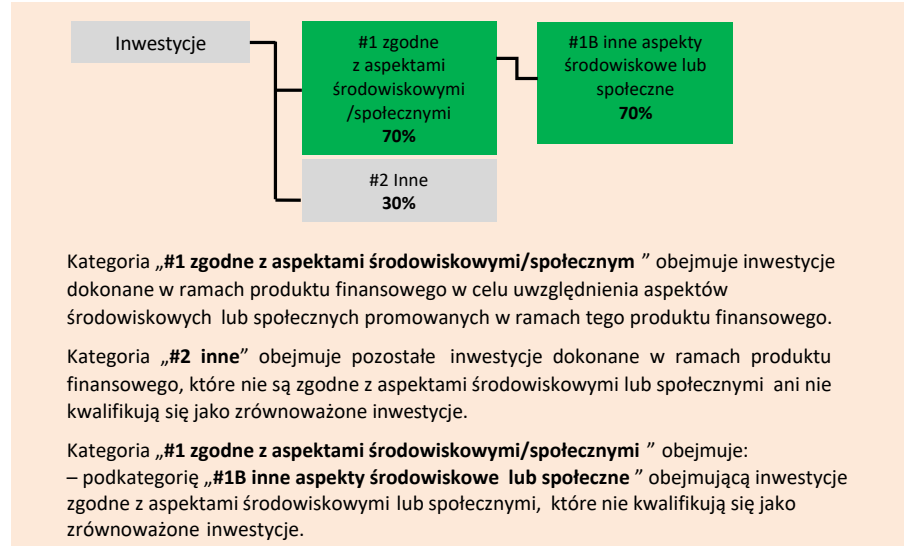 Inwestycje
#1 zgodne
z aspektami
środowiskowymi
/społecznymi
70%
#1B inne aspekty
środowiskowe lub
społeczne
70%
#2 Inne
30%
Kategoria „#1 zgodne z aspektami środowiskowymi/społecznym ” obejmuje inwestycje
dokonane w ramach produktu finansowego w celu uwzględnienia aspektów
środowiskowych lub społecznych promowanych w ramach tego produktu finansowego.
Kategoria „#2 inne” obejmuje pozostałe inwestycje dokonane w ramach produktu
finansowego, które nie są zgodne z aspektami środowiskowymi lub społecznymi ani nie
kwalifikują się jako zrównoważone inwestycje.
Kategoria „#1 zgodne z aspektami środowiskowymi/społecznymi ” obejmuje:
– podkategorię „#1B inne aspekty środowiskowe lub społeczne ” obejmującą inwestycje
zgodne z aspektami środowiskowymi lub społecznymi, które nie kwalifikują się jako
zrównoważone inwestycje.